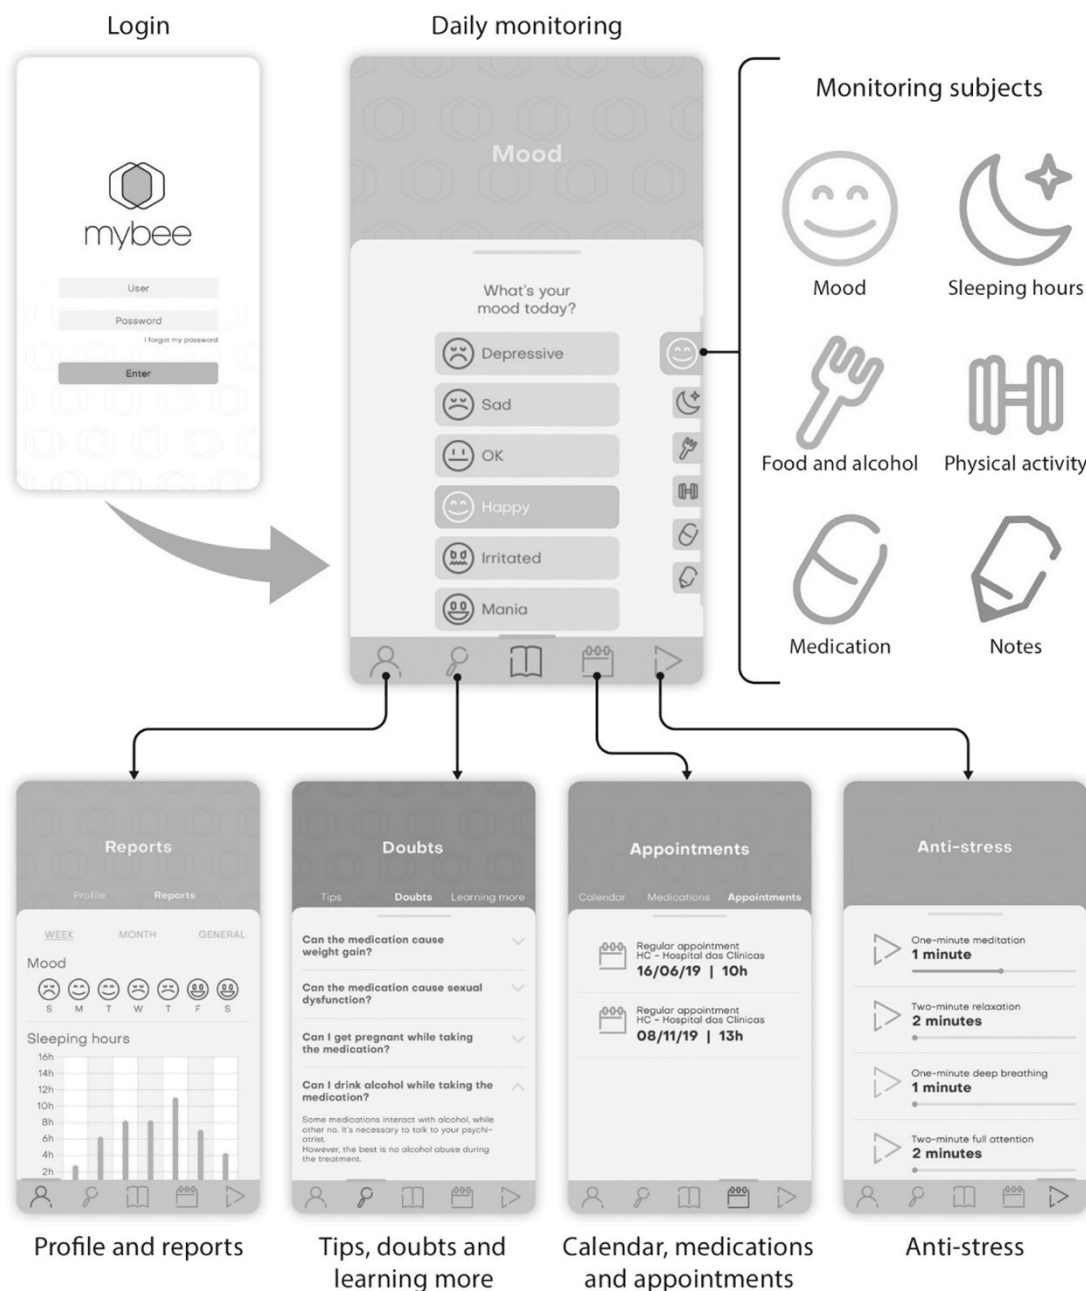 Login
mybee
User
Password
I forgot my password
Enter
Daily monitoring
Mood
What's your
mood today?
Depressive
Sad
OK
Happy
Irritated
Mania
Monitoring subjects
Mood
Sleeping hours
Food and alcohol
Physical activity
Medication
Notes
Reports
Profile
Reports
WEEK
MONTH
GENERAL
Mood
S M T W T F S
Sleeping hours
16h
14h
12h
10h
8h
6h
4h
2h
Profile and reports
Doubts
Tips
Doubts
Learning more
Can the medication cause
weight gain?
Can the medication cause sexual
dysfunction?
Can I get pregnant while taking
the medication?
Can I drink alcohol while taking the
medication?
Some medications interact with alcohol, while
other no. It's necessary to talk to your psychi-
atrist.
However, the best is no alcohol abuse during
the treatment.
Tips, doubts and
learning more
Appointments
Calendar
Medications
Appointments
Regular appointment
HC - Hospital das Clínicas
16/06/19 | 10h
Regular appointment
HC - Hospital das Clínicas
08/11/19 | 13h
Calendar, medications
and appointments
Anti-stress
One-minute meditation
1 minute
Two-minute relaxation
2 minutes
One-minute deep breathing
1 minute
Two-minute full attention
2 minutes
Anti-stress